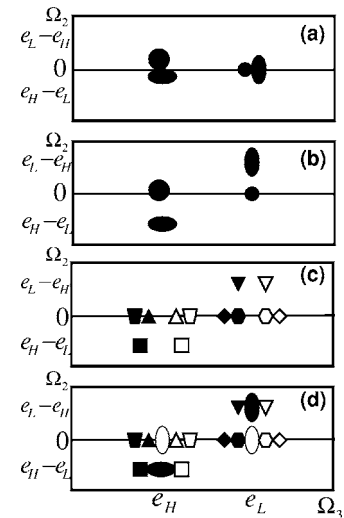 Ω₂
(a)
e_L−e_H
0
e_H−e_L
Ω₂
(b)
e_L−e_H
0
e_H−e_L
Ω₂
(c)
e_L−e_H
0
e_H−e_L
Ω₂
(d)
e_L−e_H
0
e_H−e_L
e_H e_L Ω₃